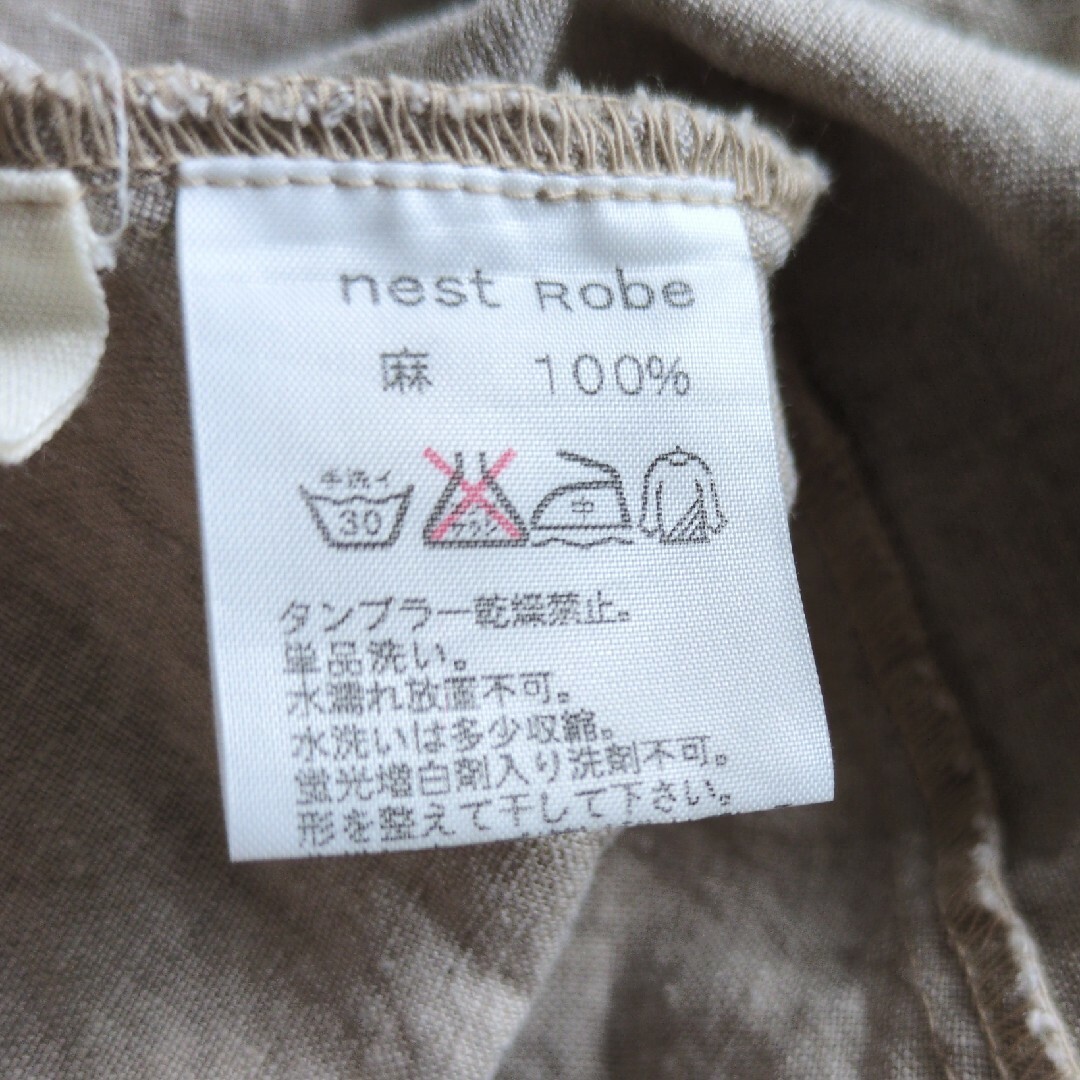 nest Robe
麻 100%
手洗イ
30
中
タンブラー乾燥禁止。
単品洗い。
水濡れ放置不可。
水洗いは多少収縮。
蛍光増白剤入り洗剤不可。
形を整えて干して下さい。